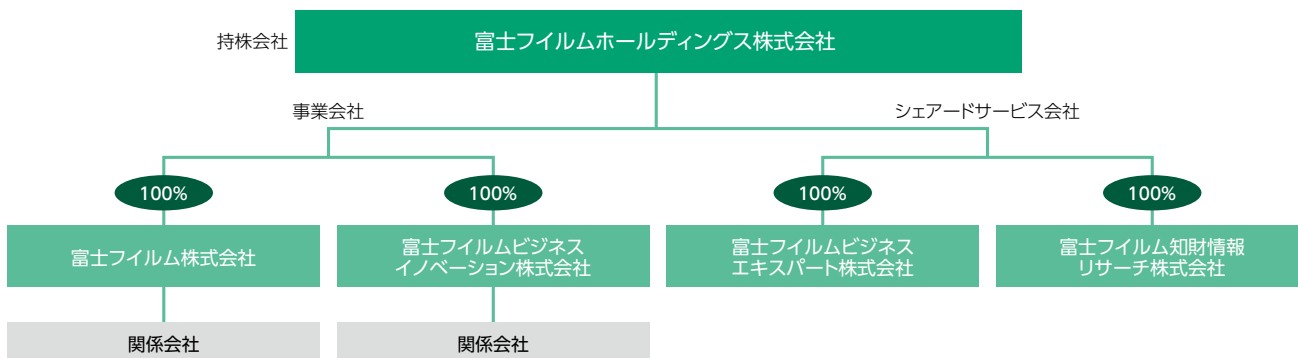 持株会社
富士フイルムホールディングス株式会社
事業会社
シェアードサービス会社
100%
100%
100%
100%
富士フイルム株式会社
富士フイルムビジネス
イノベーション株式会社
富士フイルムビジネス
エキスパート株式会社
富士フイルム知財情報
リサーチ株式会社
関係会社
関係会社